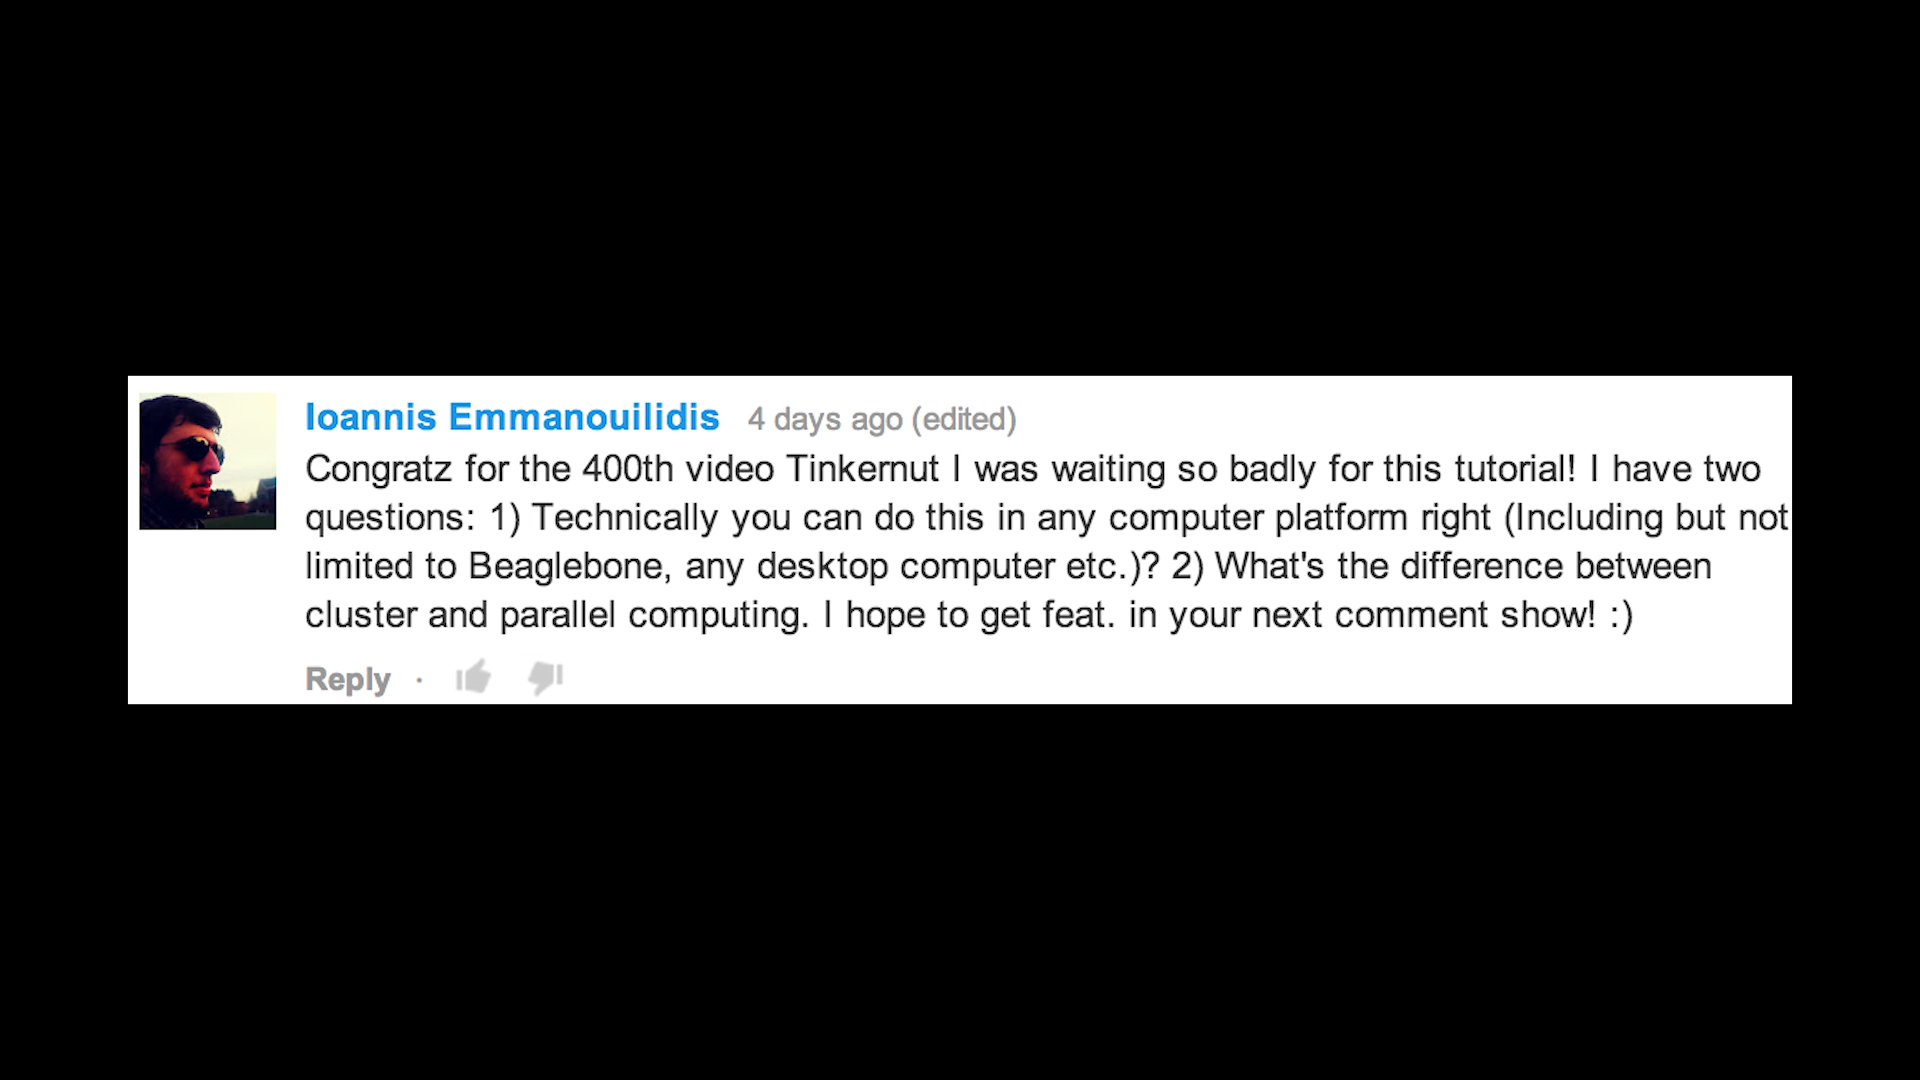 Ioannis Emmanouilidis 4 days ago (edited)
Congratz for the 400th video Tinkernut I was waiting so badly for this tutorial! I have two
questions: 1) Technically you can do this in any computer platform right (Including but not
limited to Beaglebone, any desktop computer etc.)? 2) What's the difference between
cluster and parallel computing. I hope to get feat. in your next comment show! :)
Reply ·